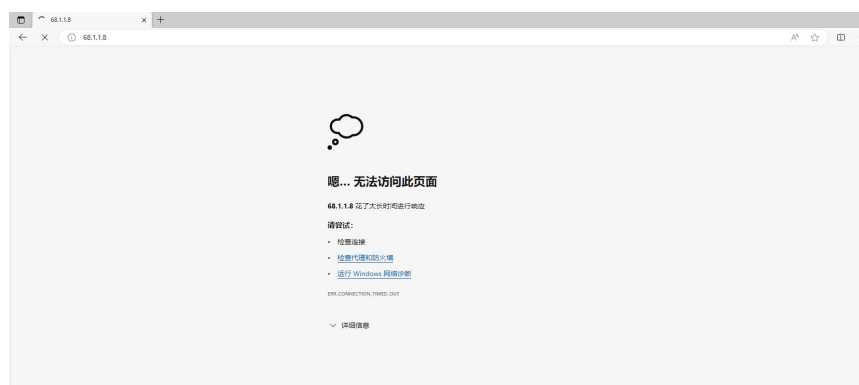 68.1.1.8
68.1.1.8
嗯… 无法访问此页面
68.1.1.8 花了太长时间进行响应
请尝试:
• 检查连接
• 检查代理和防火墙
• 运行 Windows 网络诊断
ERR_CONNECTION_TIMED_OUT
详细信息